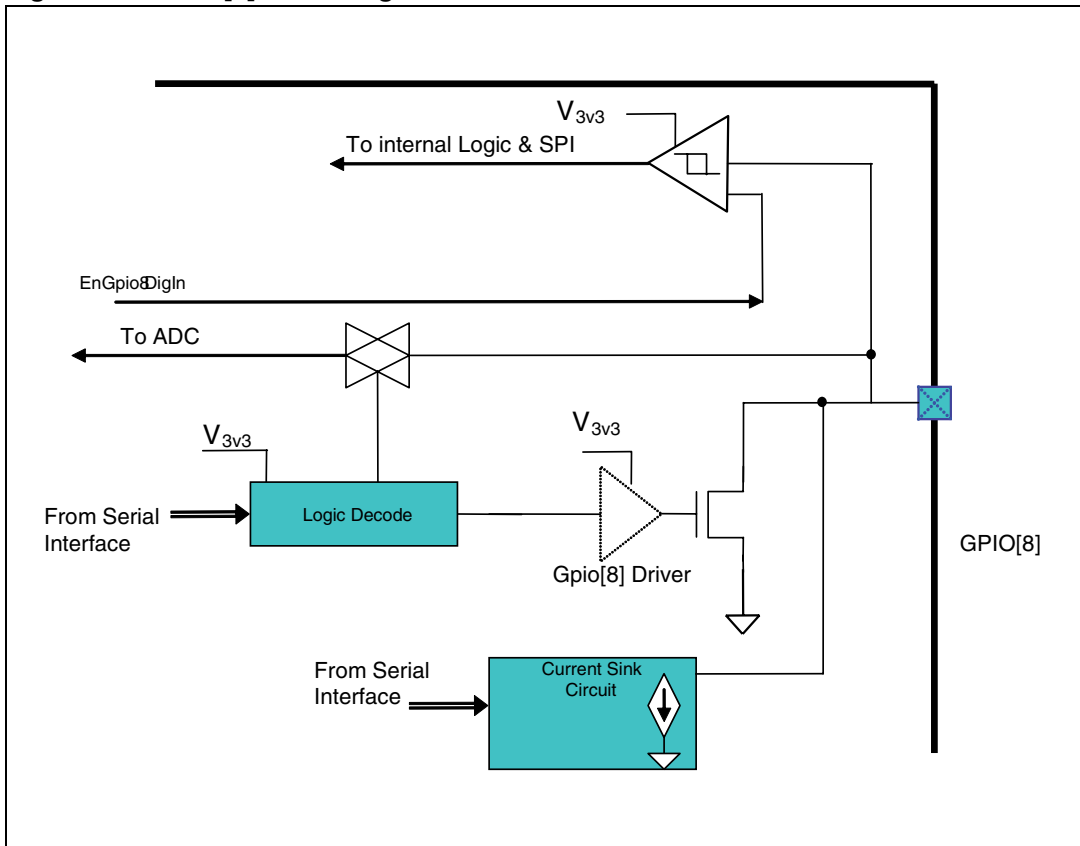 V3v3
To internal Logic & SPI
EnGpio8DigIn
To ADC
V3v3
V3v3
From Serial
Interface
Logic Decode
Gpio[8] Driver
GPIO[8]
From Serial
Interface
Current Sink
Circuit